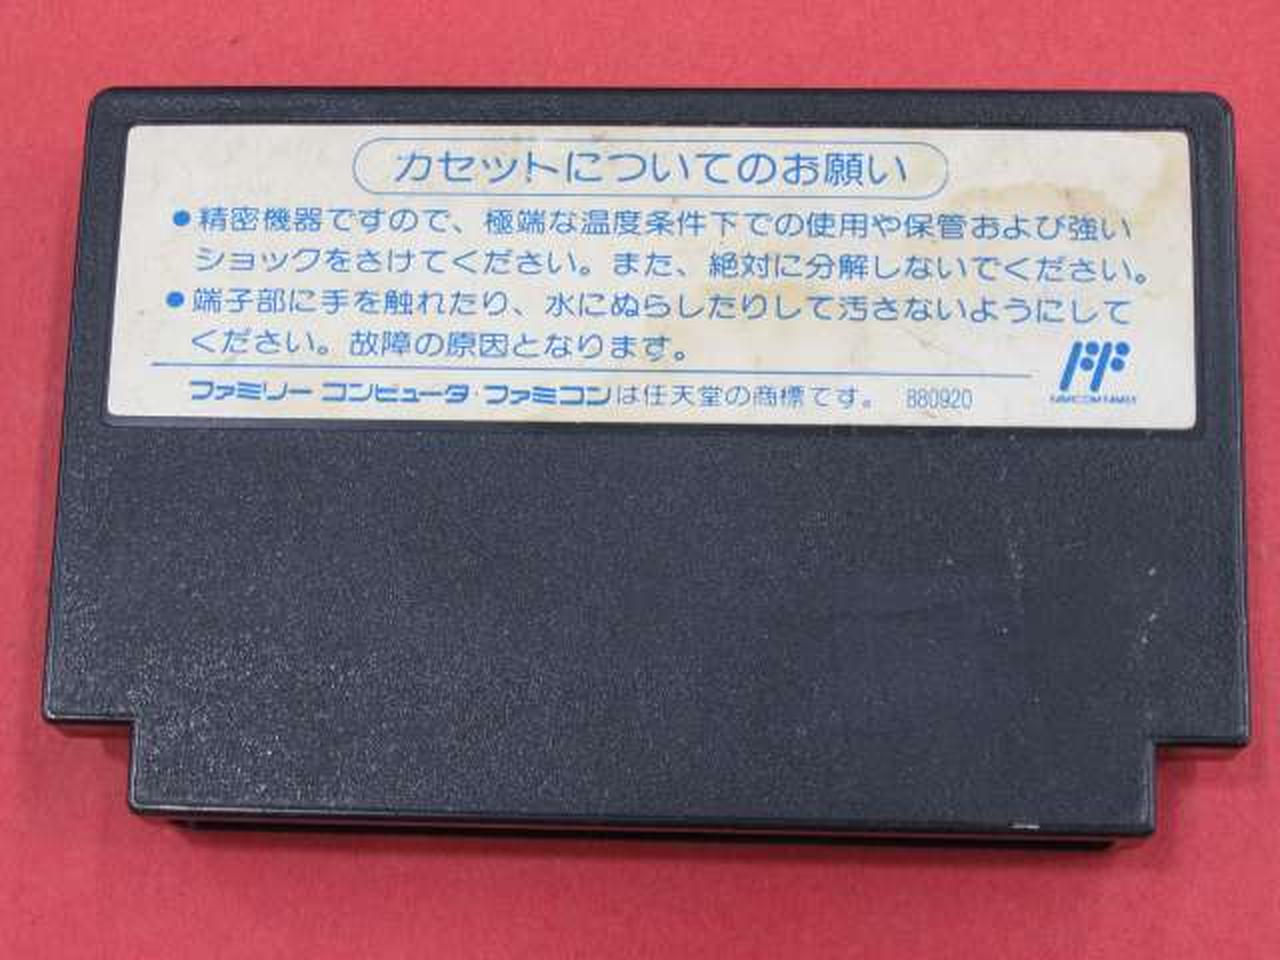 カセットについてのお願い
●精密機器ですので、極端な温度条件下での使用や保管および強い
ショックをさけてください。また、絶対に分解しないでください。
●端子部に手を触れたり、水にぬらしたりして汚さないようにして
ください。故障の原因となります。
ファミリーコンピュータ・ファミコンは任天堂の商標です。 880920
FAMICOM FAMILY